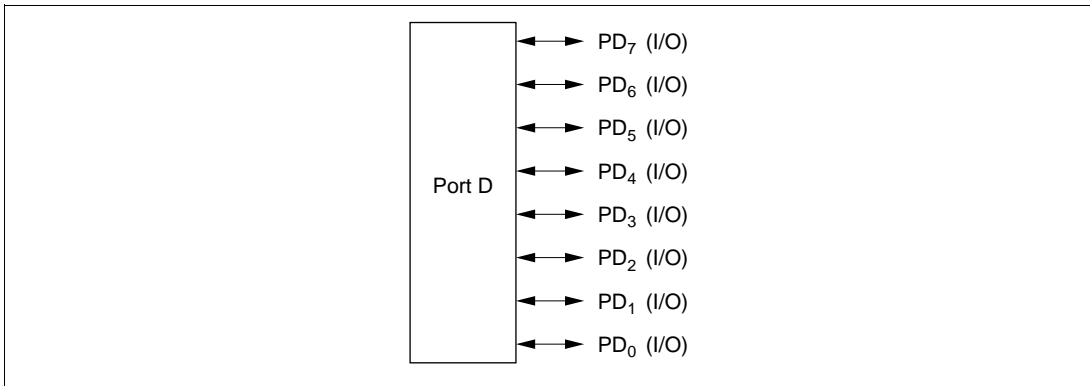 PD7 (I/O)
PD6 (I/O)
PD5 (I/O)
PD4 (I/O)
Port D
PD3 (I/O)
PD2 (I/O)
PD1 (I/O)
PD0 (I/O)